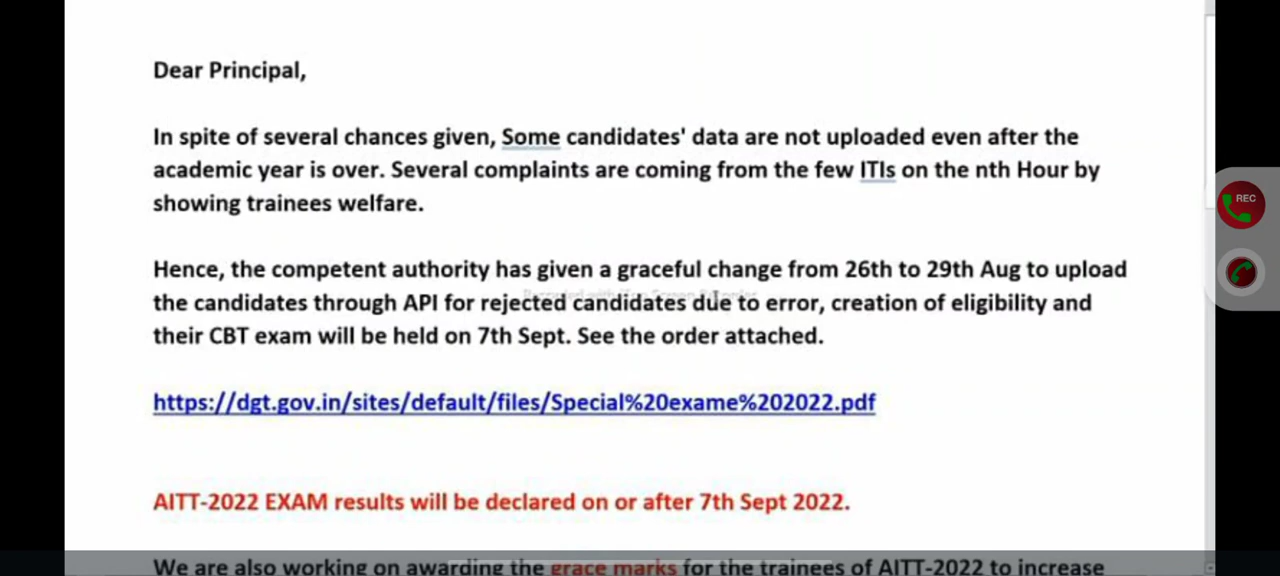 Dear Principal,
In spite of several chances given, Some candidates' data are not uploaded even after the
academic year is over. Several complaints are coming from the few ITIs on the nth Hour by
showing trainees welfare.
Hence, the competent authority has given a graceful change from 26th to 29th Aug to upload
the candidates through API for rejected candidates due to error, creation of eligibility and
their CBT exam will be held on 7th Sept. See the order attached.
https://dgt.gov.in/sites/default/files/Special%20exame%202022.pdf
AITT-2022 EXAM results will be declared on or after 7th Sept 2022.
We are also working on awarding the grace marks for the trainees of AITT-2022 to increase
REC